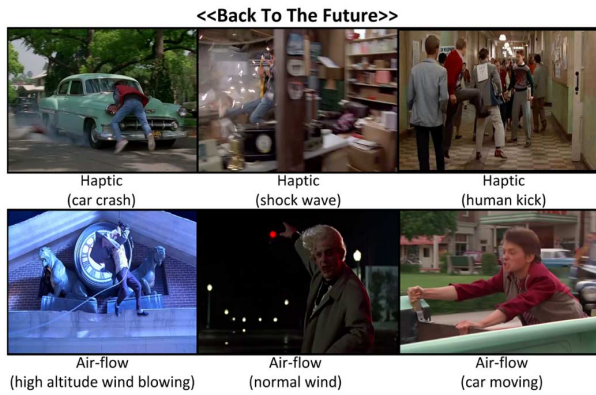 <<Back To The Future>>
Haptic
(car crash)
Haptic
(shock wave)
Haptic
(human kick)
Air-flow
(high altitude wind blowing)
Air-flow
(normal wind)
Air-flow
(car moving)